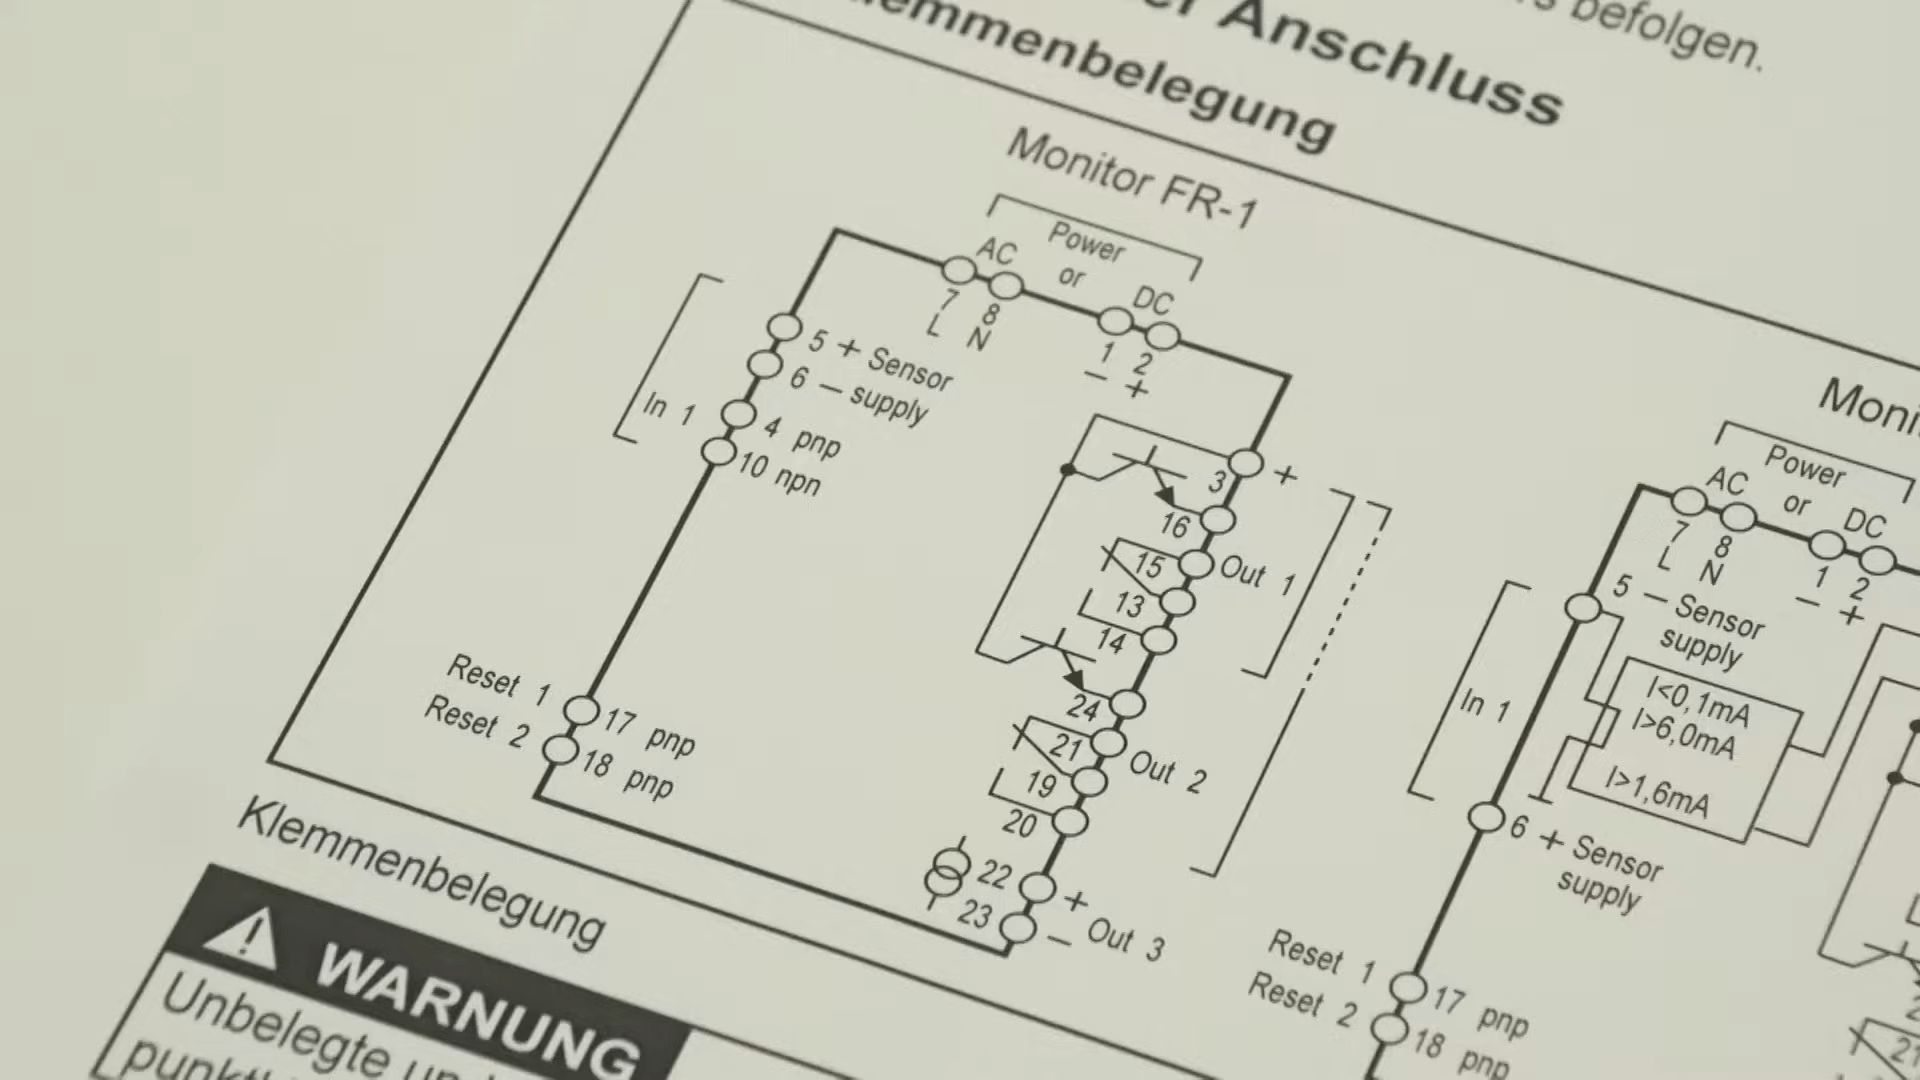 befolgen.
Anschluss
Klemmenbelegung
Monitor FR-1
Power
AC or DC
7 8 1 2
L N − +
5 + Sensor
6 − supply
In 1
4 pnp
10 npn
3 +
16
15 Out 1
13
14
24
21 Out 2
19
20
22 +
23 − Out 3
Reset 1 17 pnp
Reset 2 18 pnp
Power
AC or DC
7 8 1 2
L N − +
5 − Sensor
supply
In 1
I<0,1mA
I>6,0mA
I>1,6mA
6 + Sensor
supply
Reset 1 17 pnp
Reset 2 18 pnp
21
Klemmenbelegung
WARNUNG
Unbelegte